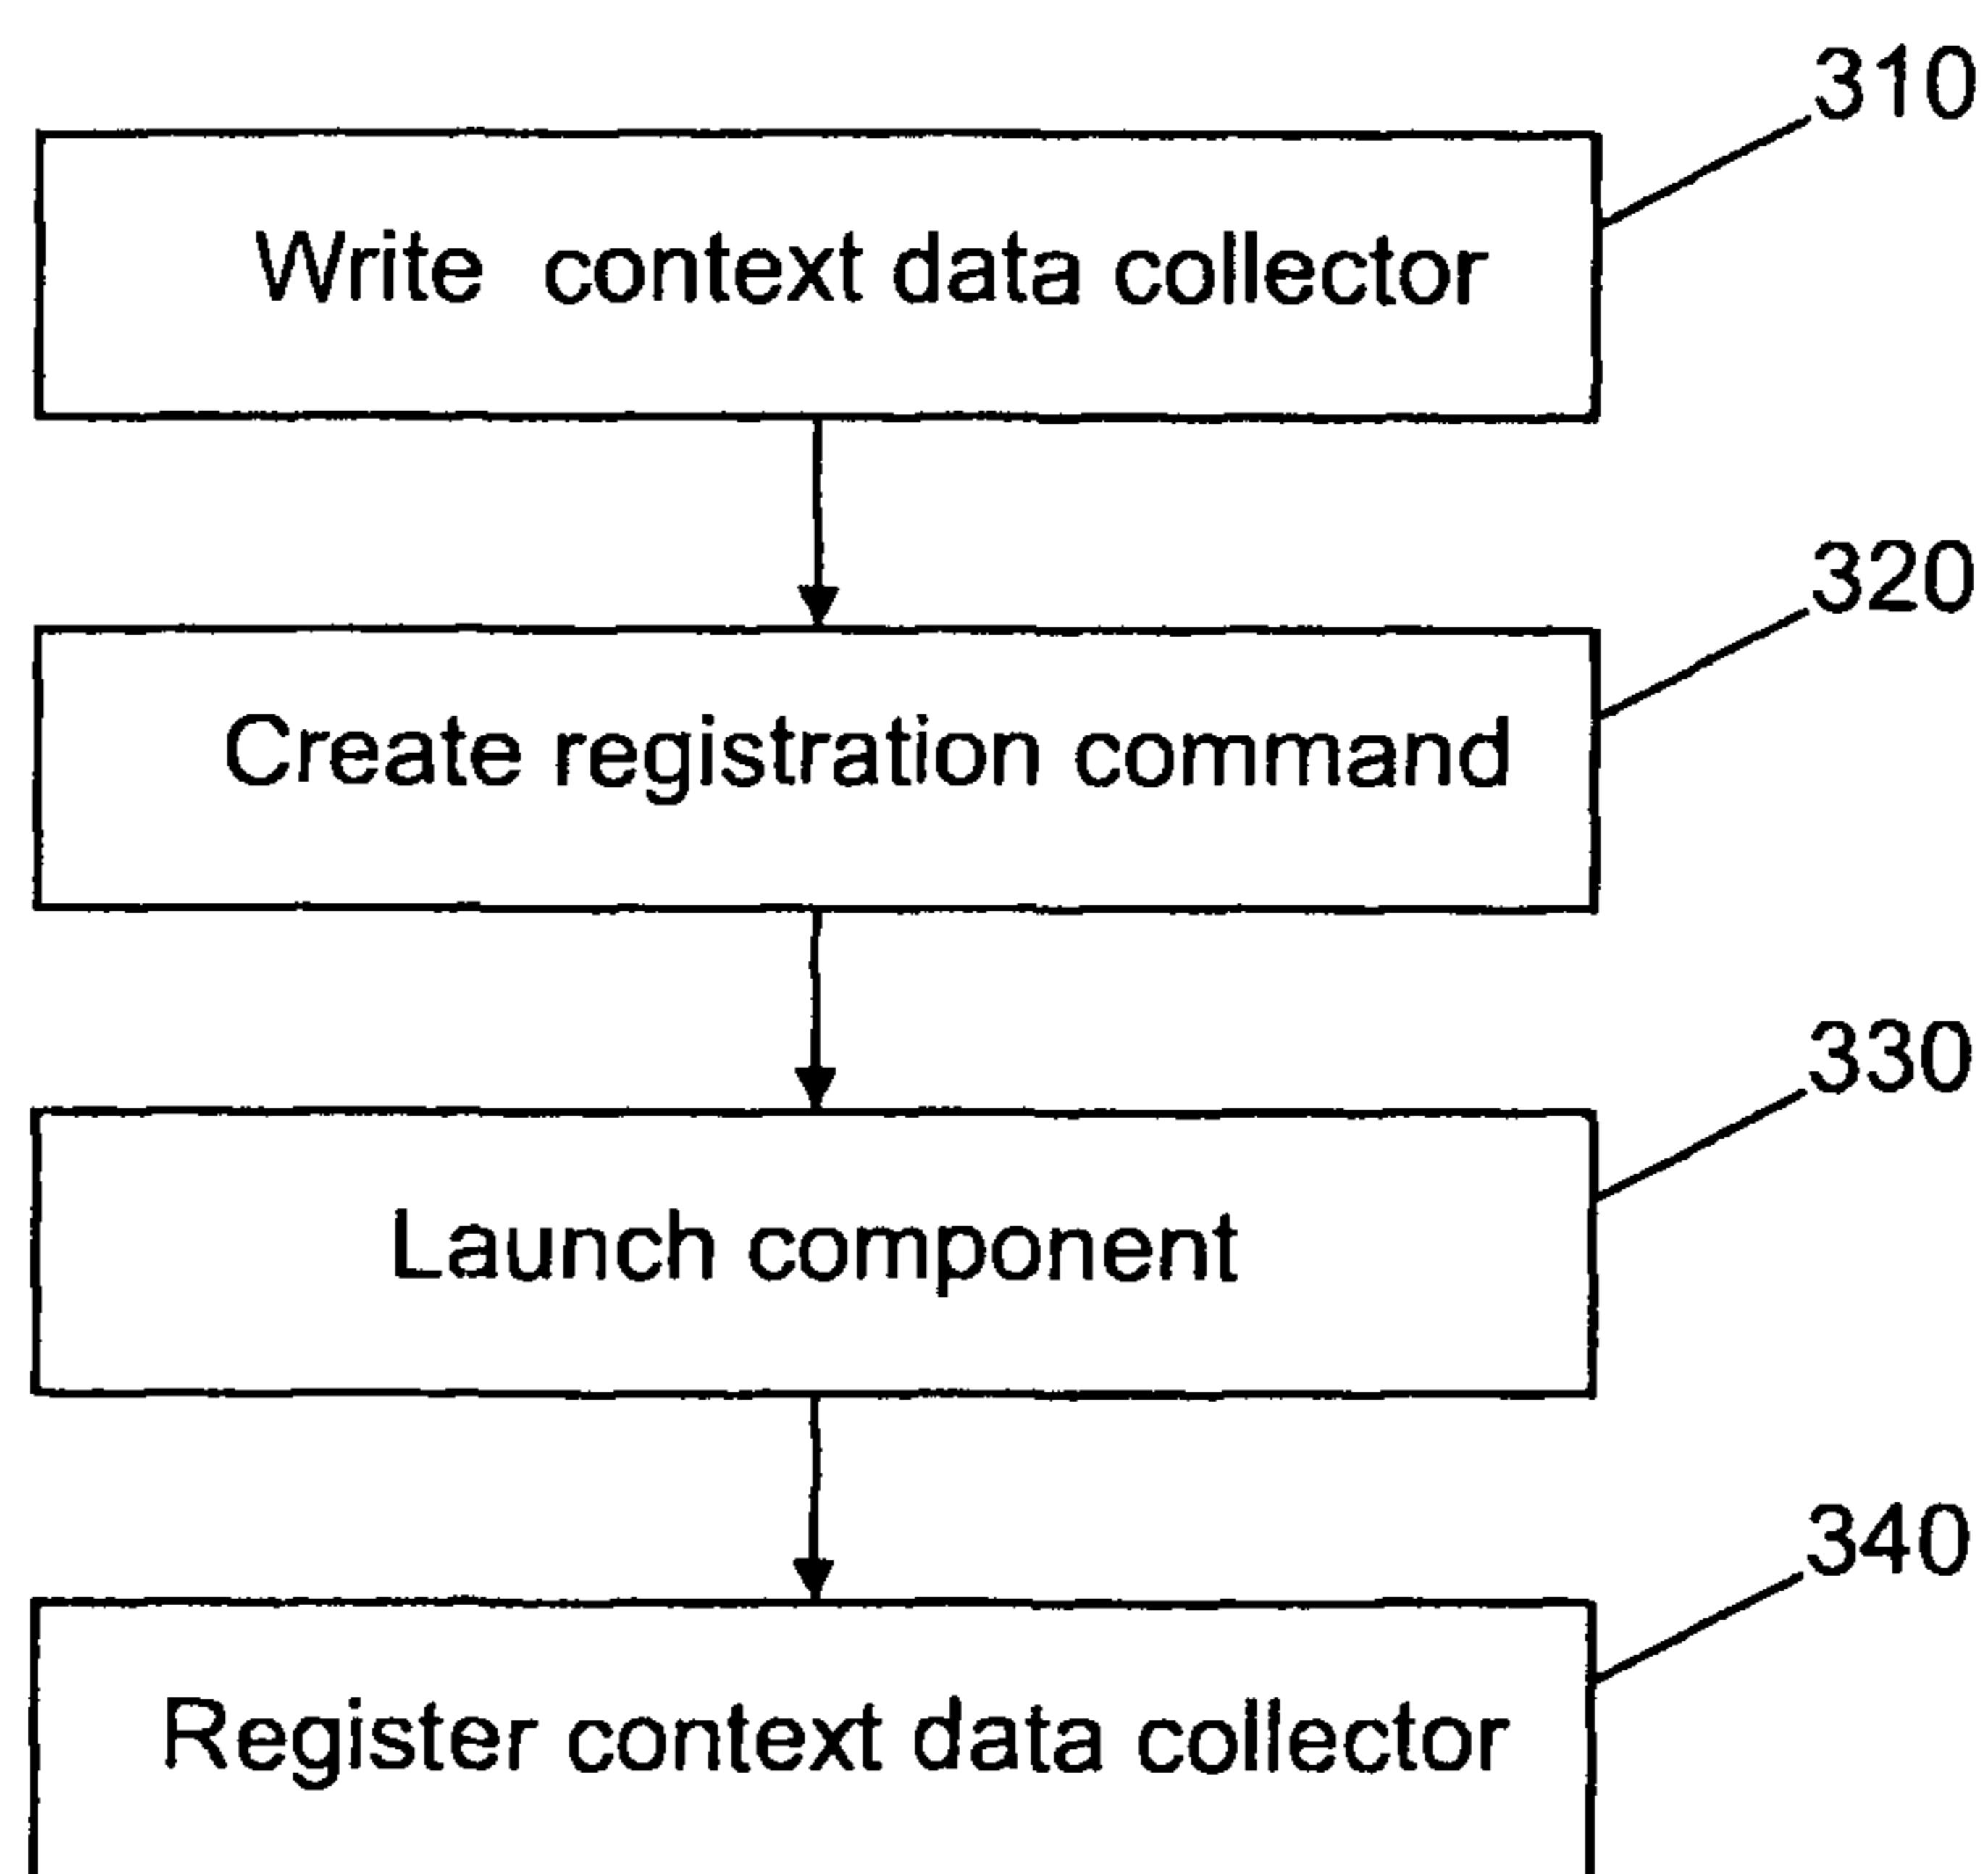 310
Write context data collector
320
Create registration command
330
Launch component
340
Register context data collector